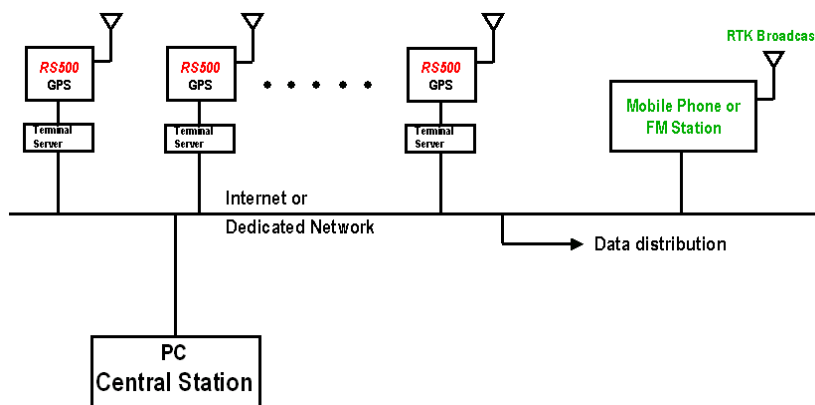 RTK Broadcas
RS500
GPS
RS500
GPS
RS500
GPS
Mobile Phone or
FM Station
Terminal
Server
Terminal
Server
Terminal
Server
Internet or
Dedicated Network
Data distribution
PC
Central Station